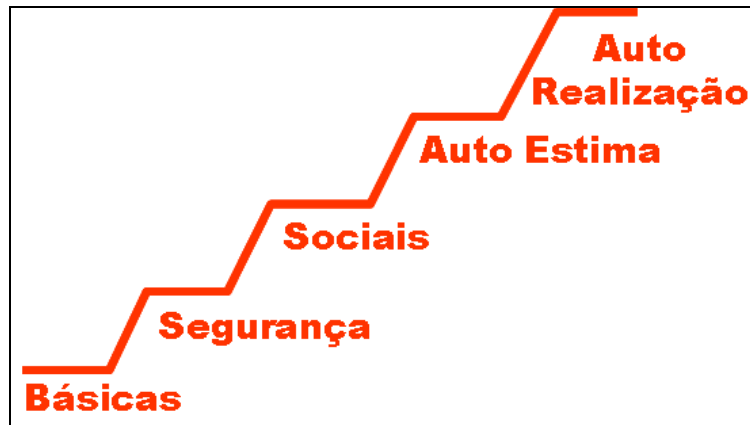 Auto
Realização
Auto Estima
Sociais
Segurança
Básicas